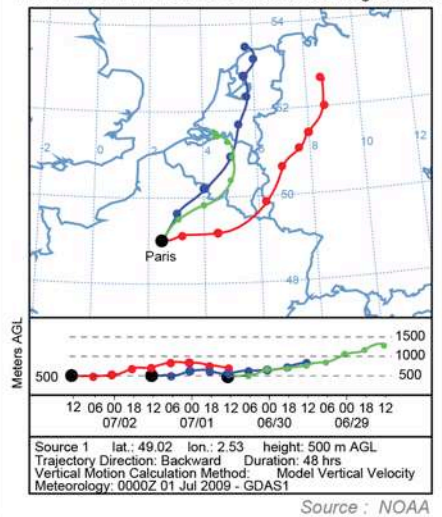 54
52
-2
0
2
4
6
8
10
12
50
Paris
48
Meters AGL
1500
1000
500
500
12 06 00 18 12 06 00 18 12 06 00 18 12 06 00 18 12
07/02 07/01 06/30 06/29
Source 1 lat.: 49.02 lon.: 2.53 height: 500 m AGL
Trajectory Direction: Backward Duration: 48 hrs
Vertical Motion Calculation Method: Model Vertical Velocity
Meteorology: 0000Z 01 Jul 2009 - GDAS1
Source : NOAA